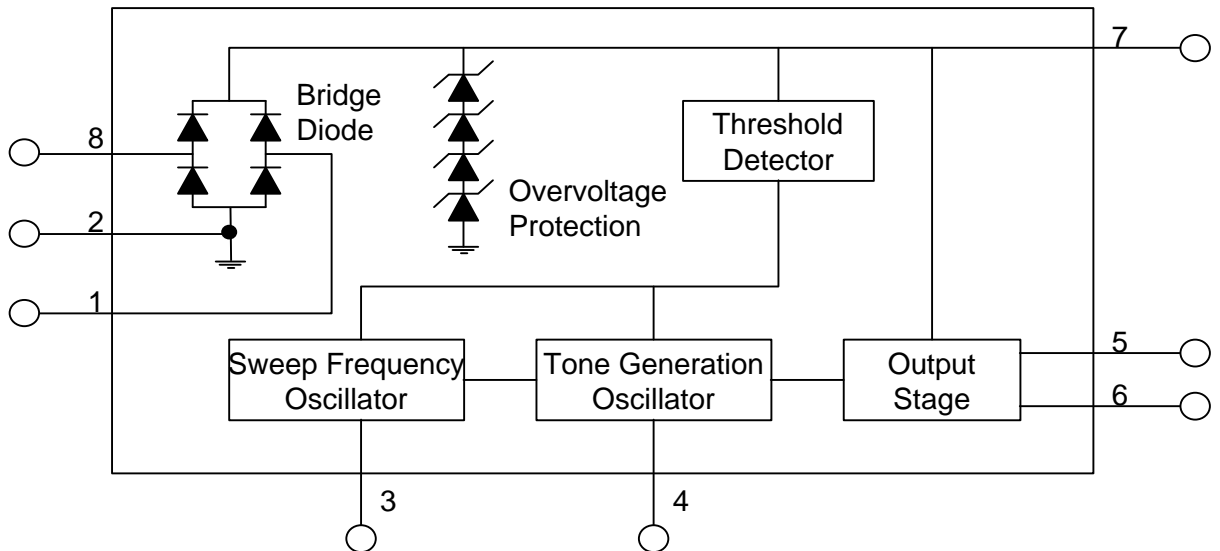 7
Bridge
Diode
8
Threshold
Detector
Overvoltage
Protection
2
1
Sweep Frequency
Oscillator
Tone Generation
Oscillator
Output
Stage
5
6
3
4